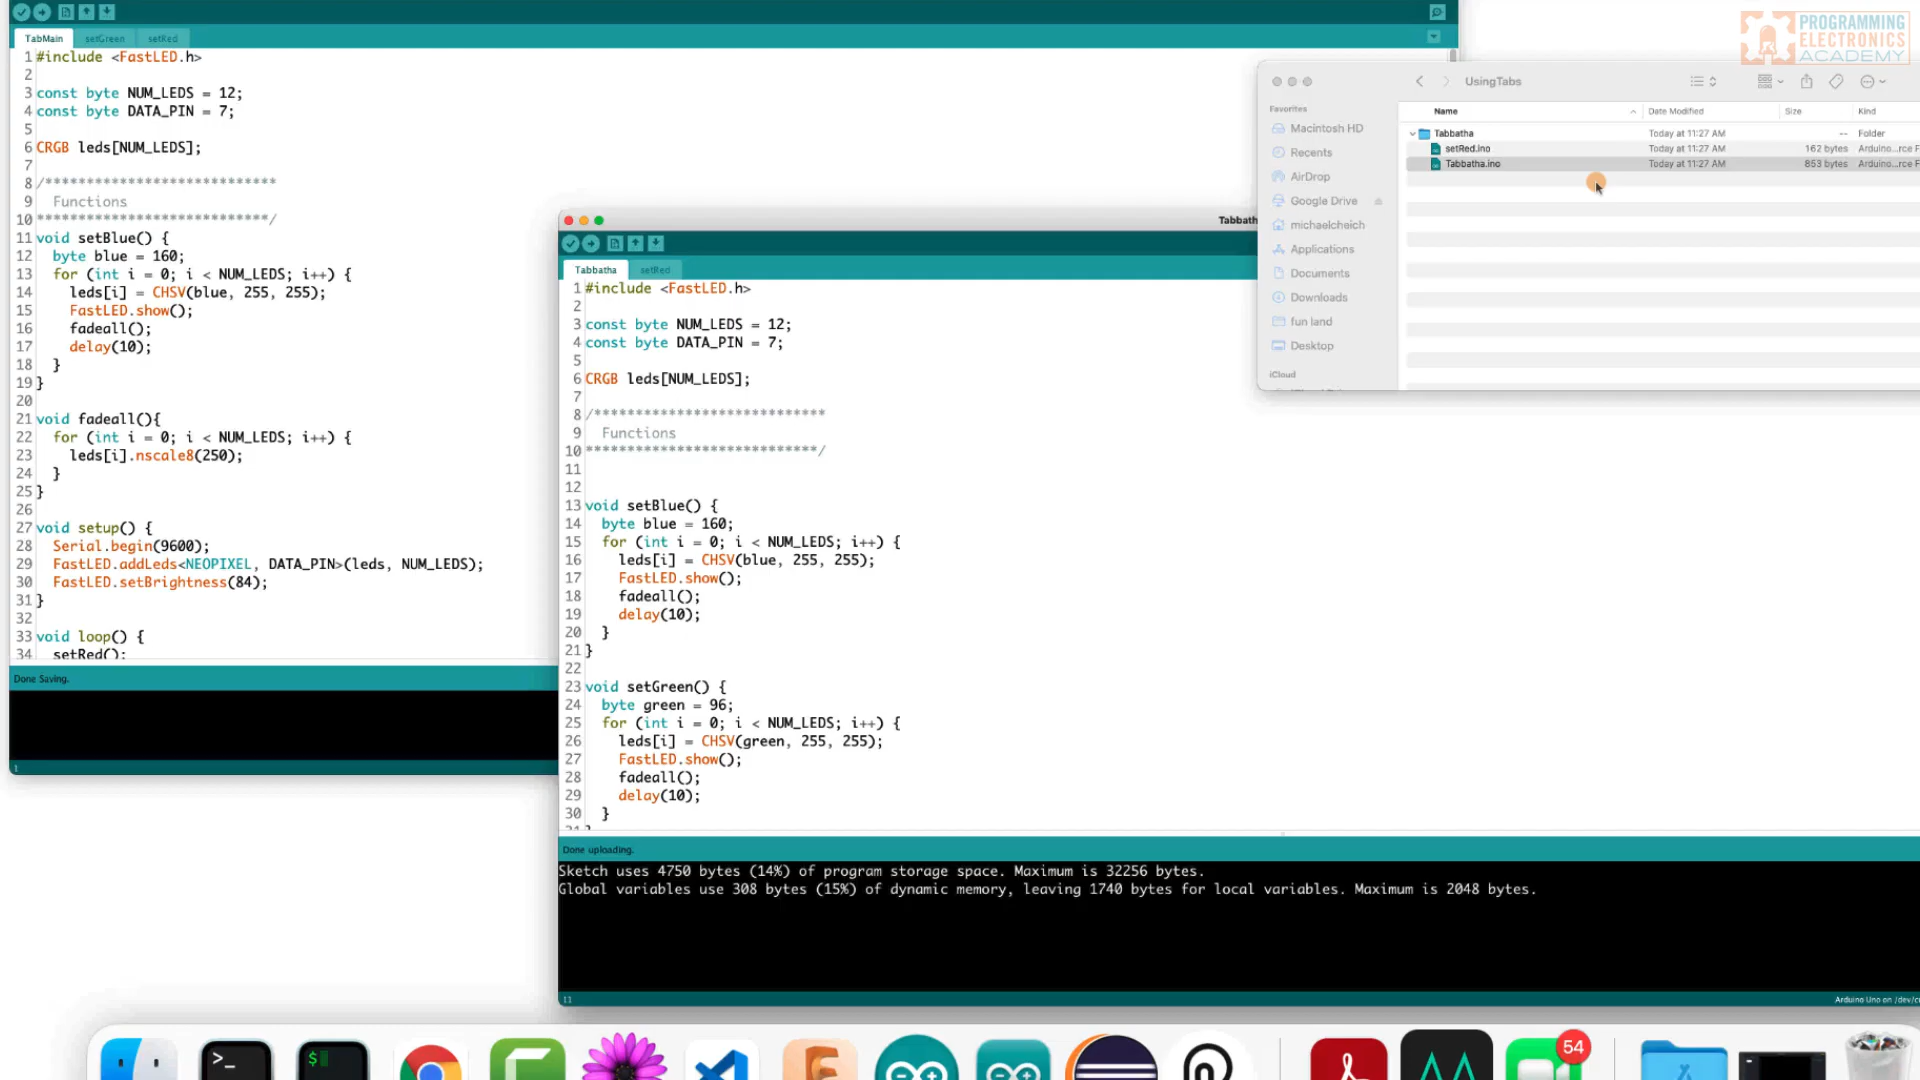 TabMain setGreen setRed
1 #include <FastLED.h>
2
3 const byte NUM_LEDS = 12;
4 const byte DATA_PIN = 7;
5
6 CRGB leds[NUM_LEDS];
7
8 /****************************
9 Functions
10 ****************************/
11 void setBlue() {
12 byte blue = 160;
13 for (int i = 0; i < NUM_LEDS; i++) {
14 leds[i] = CHSV(blue, 255, 255);
15 FastLED.show();
16 fadeall();
17 delay(10);
18 }
19 }
20
21 void fadeall(){
22 for (int i = 0; i < NUM_LEDS; i++) {
23 leds[i].nscale8(250);
24 }
25 }
26
27 void setup() {
28 Serial.begin(9600);
29 FastLED.addLeds<NEOPIXEL, DATA_PIN>(leds, NUM_LEDS);
30 FastLED.setBrightness(84);
31 }
32
33 void loop() {
34 setRed();
Done Saving.
1
PROGRAMMING
ELECTRONICS
ACADEMY
UsingTabs
Favorites
Macintosh HD
Recents
AirDrop
Google Drive
michaelcheich
Applications
Documents
Downloads
fun land
Desktop
iCloud
Name Date Modified Size Kind
Tabbatha Today at 11:27 AM -- Folder
setRed.ino Today at 11:27 AM 162 bytes Arduino...rce F
Tabbatha.ino Today at 11:27 AM 853 bytes Arduino...rce F
Tabbath
Tabbatha setRed
1 #include <FastLED.h>
2
3 const byte NUM_LEDS = 12;
4 const byte DATA_PIN = 7;
5
6 CRGB leds[NUM_LEDS];
7
8 /****************************
9 Functions
10 ****************************/
11
12
13 void setBlue() {
14 byte blue = 160;
15 for (int i = 0; i < NUM_LEDS; i++) {
16 leds[i] = CHSV(blue, 255, 255);
17 FastLED.show();
18 fadeall();
19 delay(10);
20 }
21 }
22
23 void setGreen() {
24 byte green = 96;
25 for (int i = 0; i < NUM_LEDS; i++) {
26 leds[i] = CHSV(green, 255, 255);
27 FastLED.show();
28 fadeall();
29 delay(10);
30 }
31 }
Done uploading.
Sketch uses 4750 bytes (14%) of program storage space. Maximum is 32256 bytes.
Global variables use 308 bytes (15%) of dynamic memory, leaving 1740 bytes for local variables. Maximum is 2048 bytes.
11
Arduino Uno on /dev/cu
54